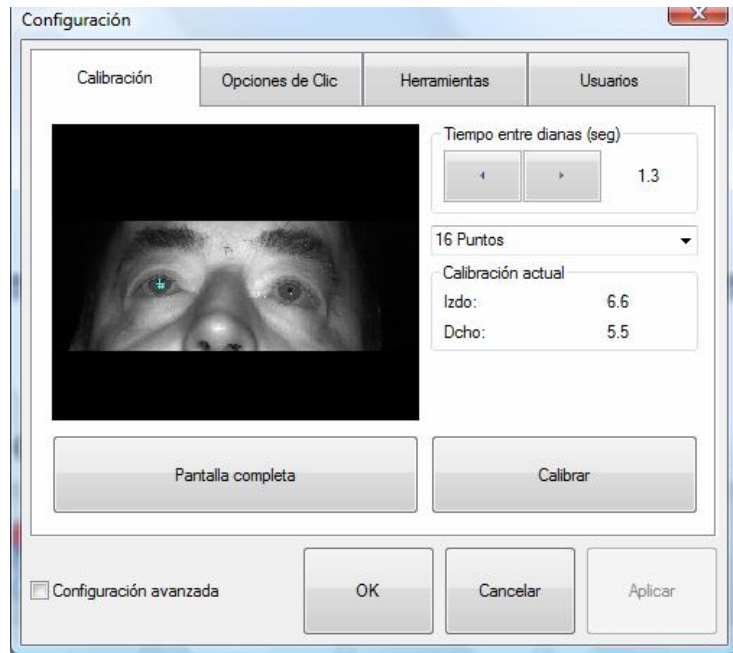 Configuración
Calibración Opciones de Clic Herramientas Usuarios
Tiempo entre dianas (seg)
1.3
16 Puntos
Calibración actual
Izdo: 6.6
Dcho: 5.5
Pantalla completa Calibrar
Configuración avanzada OK Cancelar Aplicar